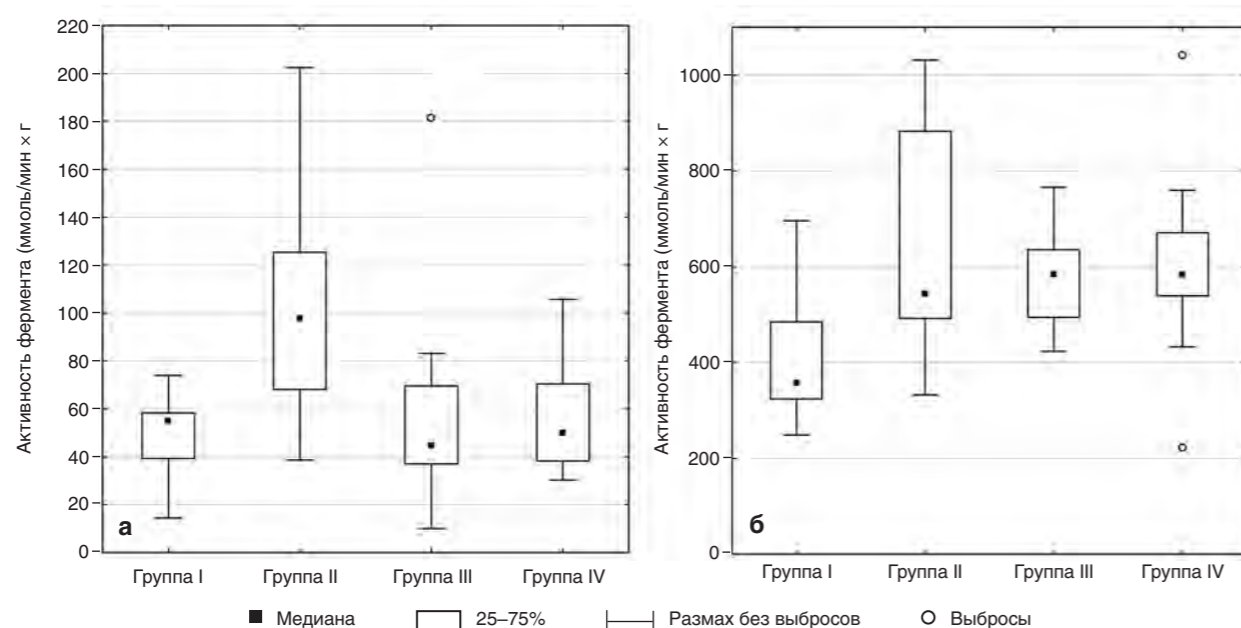 Активность фермента (ммоль/мин × г
220
200
180
160
140
120
100
80
60
40
20
0
а
Группа I Группа II Группа III Группа IV
Активность фермента (ммоль/мин × г
1000
800
600
400
200
0
б
Группа I Группа II Группа III Группа IV
Медиана 25–75% Размах без выбросов Выбросы